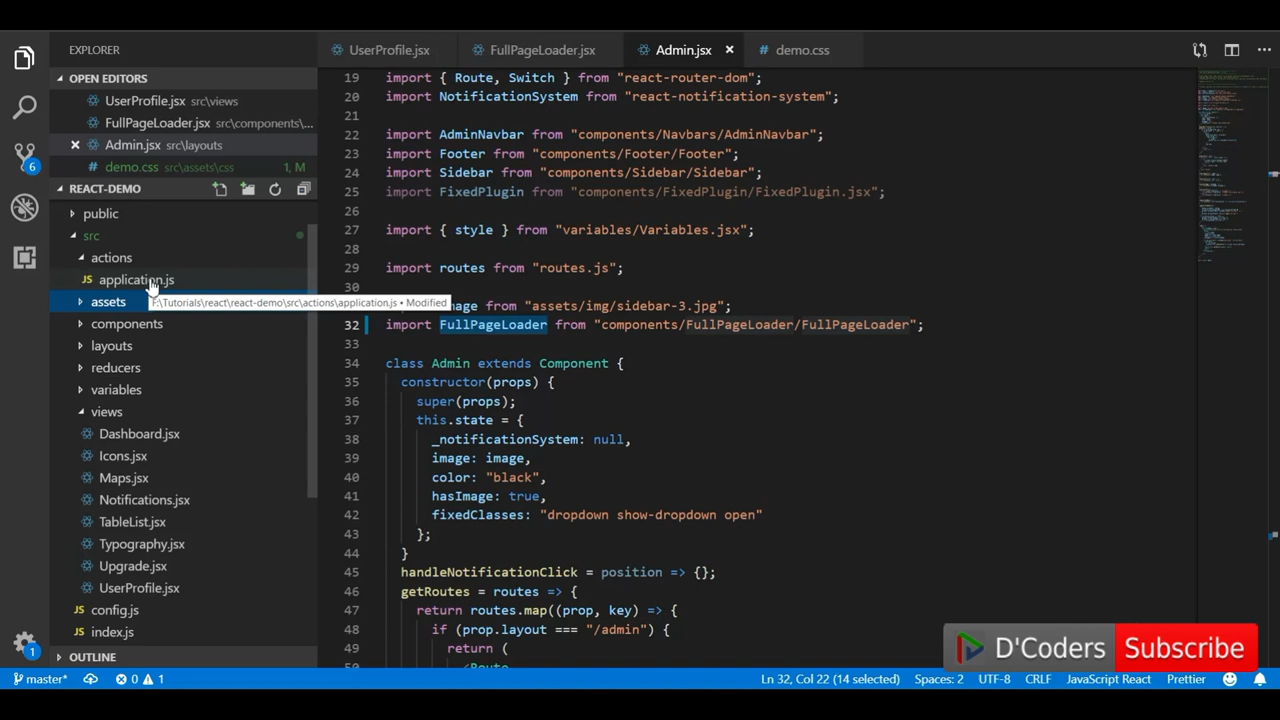 EXPLORER
UserProfile.jsx
FullPageLoader.jsx
Admin.jsx
demo.css
OPEN EDITORS
UserProfile.jsx src\views
FullPageLoader.jsx src\components\...
Admin.jsx src\layouts
# demo.css src\assets\css 1, M
REACT-DEMO
public
src
actions
JS application.js
F:\Tutorials\react\react-demo\src\actions\application.js • Modified
assets
components
layouts
reducers
variables
views
Dashboard.jsx
Icons.jsx
Maps.jsx
Notifications.jsx
TableList.jsx
Typography.jsx
Upgrade.jsx
UserProfile.jsx
JS config.js
JS index.js
OUTLINE
6
1
19 import { Route, Switch } from "react-router-dom";
20 import NotificationSystem from "react-notification-system";
21
22 import AdminNavbar from "components/Navbars/AdminNavbar";
23 import Footer from "components/Footer/Footer";
24 import Sidebar from "components/Sidebar/Sidebar";
25 import FixedPlugin from "components/FixedPlugin/FixedPlugin.jsx";
26
27 import { style } from "variables/Variables.jsx";
28
29 import routes from "routes.js";
30
mage from "assets/img/sidebar-3.jpg";
32 import FullPageLoader from "components/FullPageLoader/FullPageLoader";
33
34 class Admin extends Component {
35 constructor(props) {
36 super(props);
37 this.state = {
38 _notificationSystem: null,
39 image: image,
40 color: "black",
41 hasImage: true,
42 fixedClasses: "dropdown show-dropdown open"
43 };
44 }
45 handleNotificationClick = position => {};
46 getRoutes = routes => {
47 return routes.map((prop, key) => {
48 if (prop.layout === "/admin") {
49 return (
50 <Route
D'Coders Subscribe
master* 0 1 Ln 32, Col 22 (14 selected) Spaces: 2 UTF-8 CRLF JavaScript React Prettier